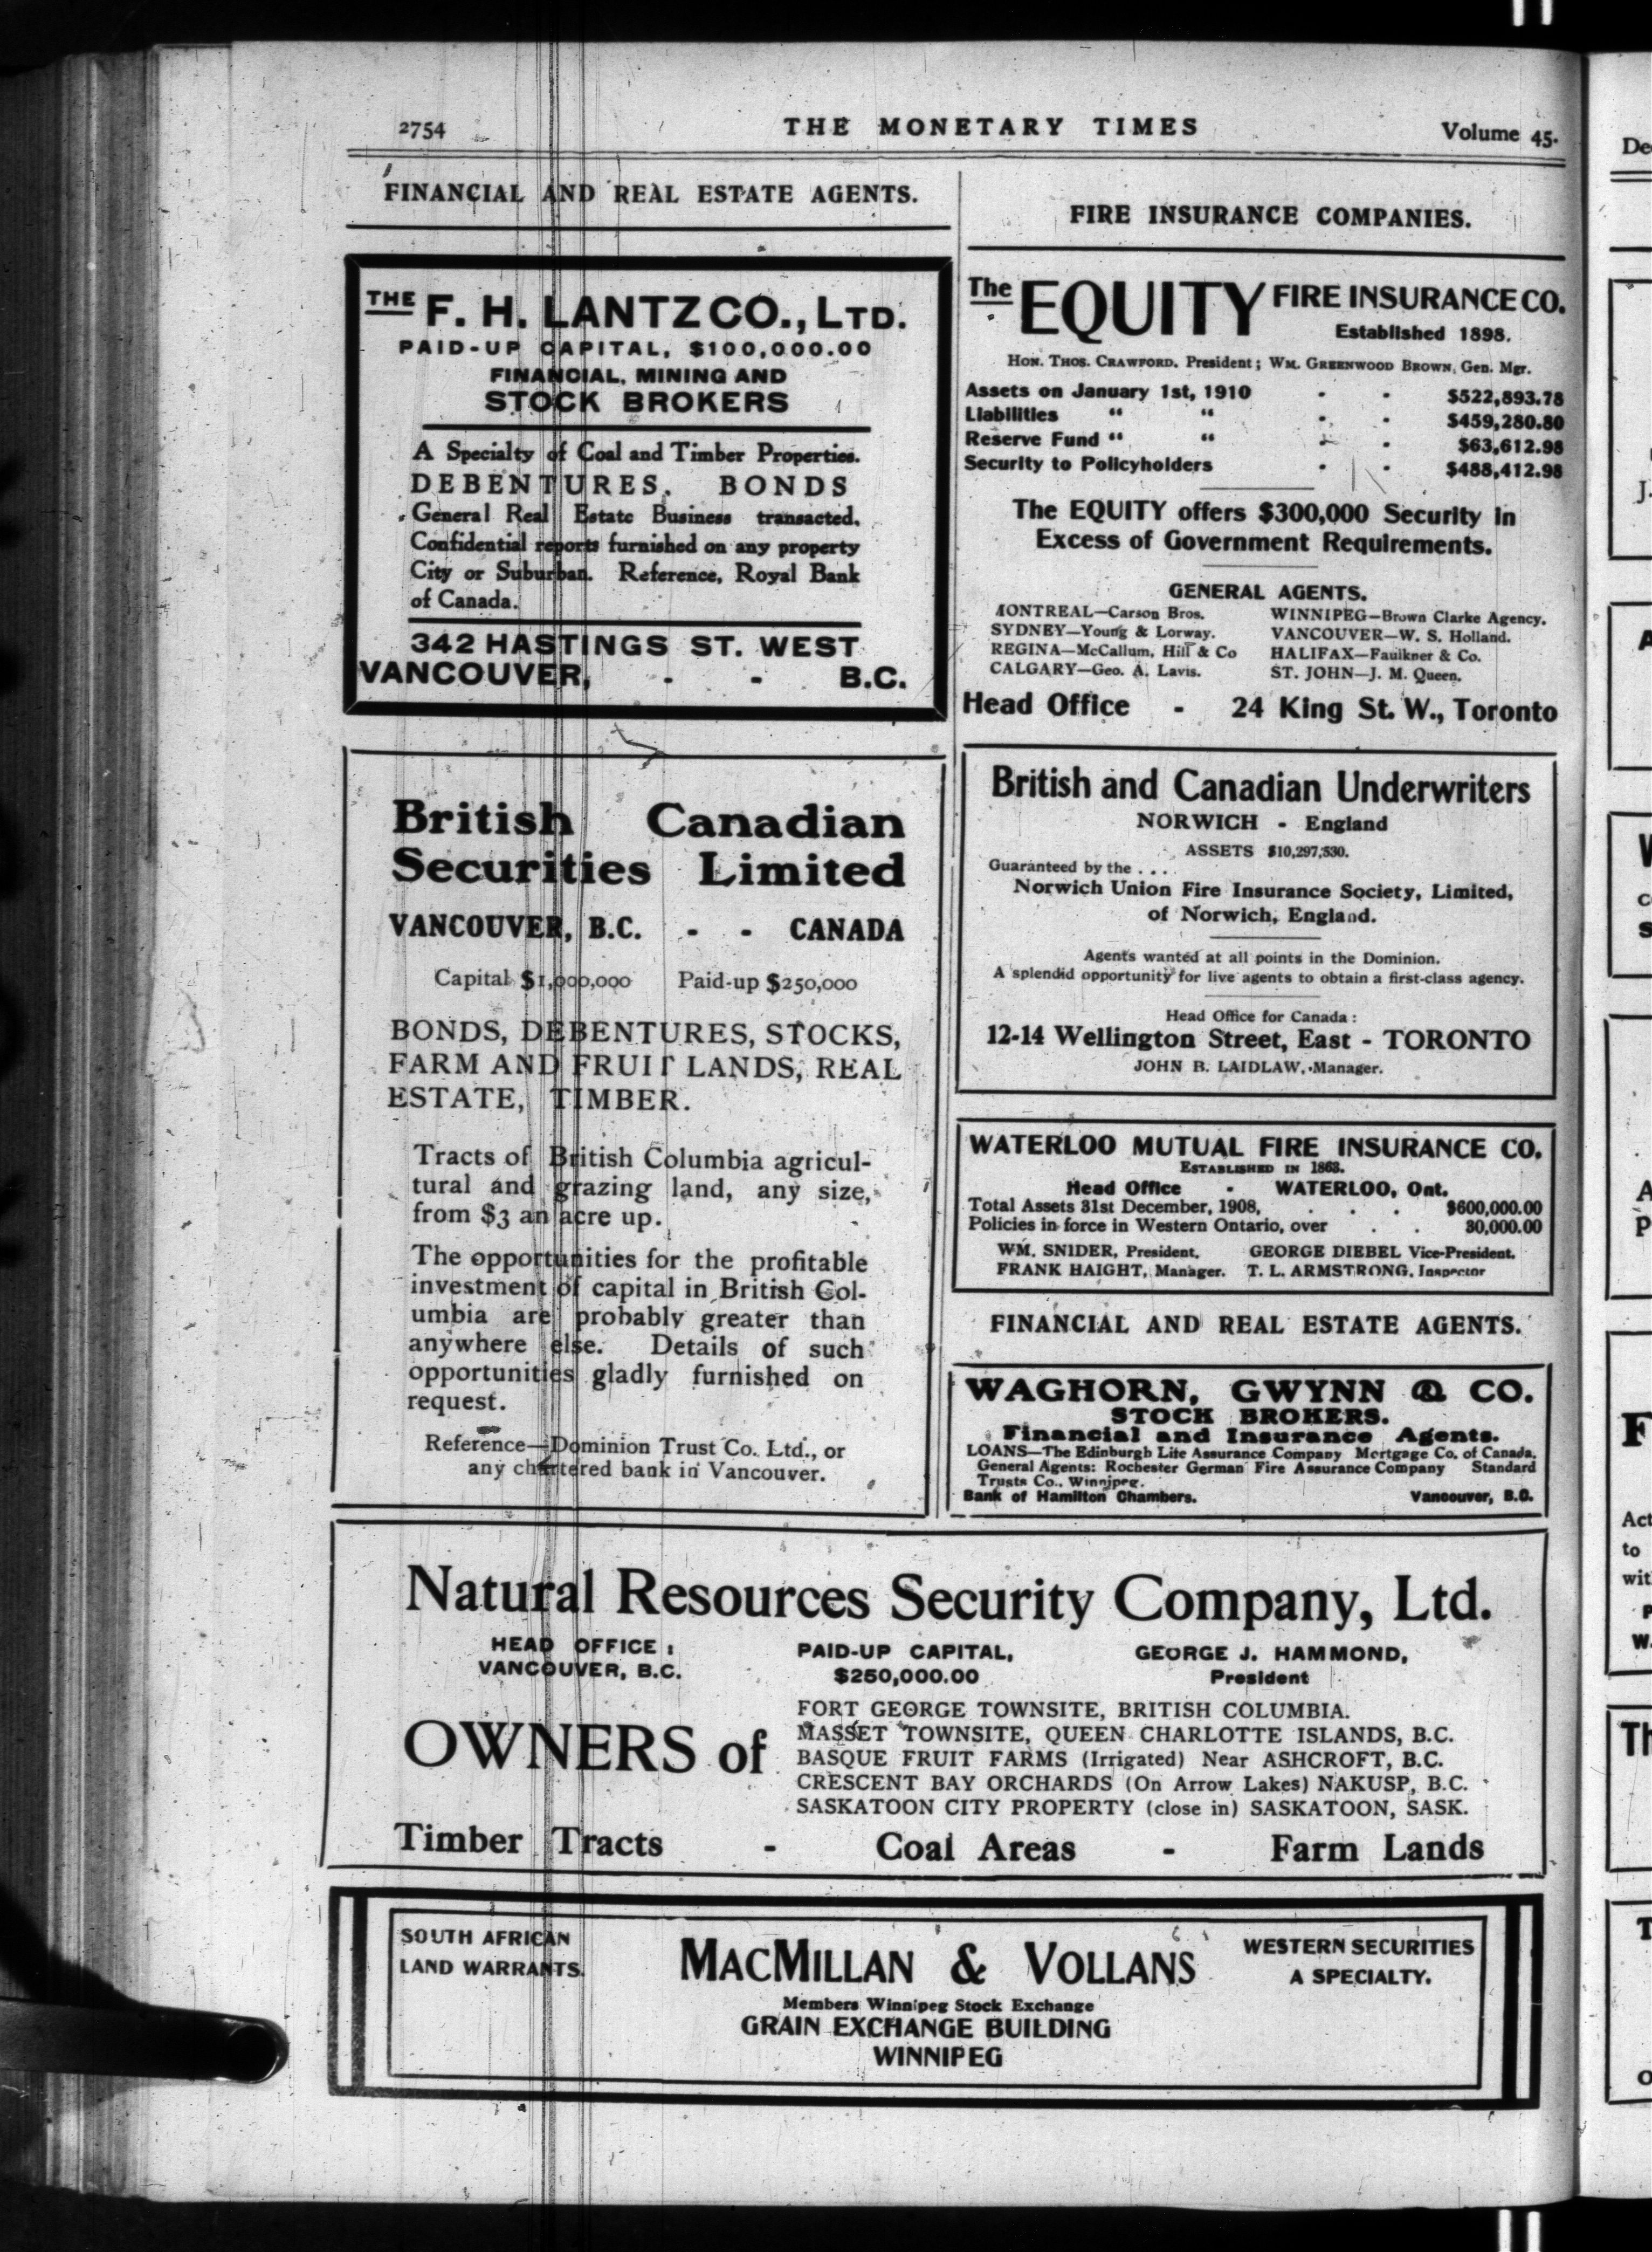 2754
THE MONETARY TIMES
Volume 45.
FINANCIAL AND REAL ESTATE AGENTS.
THE F. H. LANTZ CO., LTD.
PAID-UP CAPITAL, $100,000.00
FINANCIAL, MINING AND
STOCK BROKERS
A Specialty of Coal and Timber Properties.
DEBENTURES, BONDS
General Real Estate Business transacted.
Confidential reports furnished on any property
City or Suburban. Reference, Royal Bank
of Canada.
342 HASTINGS ST. WEST
VANCOUVER, - - B.C.
British Canadian
Securities Limited
VANCOUVER, B.C. - - CANADA
Capital $1,000,000 Paid-up $250,000
BONDS, DEBENTURES, STOCKS,
FARM AND FRUIT LANDS, REAL
ESTATE, TIMBER.
Tracts of British Columbia agricul-
tural and grazing land, any size,
from $3 an acre up.
The opportunities for the profitable
investment of capital in British Col-
umbia are probably greater than
anywhere else. Details of such
opportunities gladly furnished on
request.
Reference—Dominion Trust Co. Ltd., or
any chartered bank in Vancouver.
FIRE INSURANCE COMPANIES.
The EQUITY FIRE INSURANCE CO.
Established 1898.
HON. THOS. CRAWFORD, President; WM. GREENWOOD BROWN, Gen. Mgr.
Assets on January 1st, 1910 - - $522,893.78
Liabilities “ “ - - $459,280.80
Reserve Fund “ “ - - $63,612.98
Security to Policyholders - - $488,412.98
The EQUITY offers $300,000 Security in
Excess of Government Requirements.
GENERAL AGENTS.
MONTREAL—Carson Bros. WINNIPEG—Brown Clarke Agency.
SYDNEY—Young & Lorway. VANCOUVER—W. S. Holland.
REGINA—McCallum, Hill & Co HALIFAX—Faulkner & Co.
CALGARY—Geo. A. Lavis. ST. JOHN—J. M. Queen.
Head Office - 24 King St. W., Toronto
British and Canadian Underwriters
NORWICH - England
ASSETS $10,297,530.
Guaranteed by the . . .
Norwich Union Fire Insurance Society, Limited,
of Norwich, England.
Agents wanted at all points in the Dominion.
A splendid opportunity for live agents to obtain a first-class agency.
Head Office for Canada :
12-14 Wellington Street, East - TORONTO
JOHN B. LAIDLAW, Manager.
WATERLOO MUTUAL FIRE INSURANCE CO.
ESTABLISHED IN 1863.
Head Office - WATERLOO, Ont.
Total Assets 31st December, 1908, . . . $600,000.00
Policies in force in Western Ontario, over . . 30,000.00
WM. SNIDER, President. GEORGE DIEBEL Vice-President.
FRANK HAIGHT, Manager. T. L. ARMSTRONG, Inspector
FINANCIAL AND REAL ESTATE AGENTS.
WAGHORN, GWYNN & CO.
STOCK BROKERS.
Financial and Insurance Agents.
LOANS—The Edinburgh Life Assurance Company Mortgage Co. of Canada.
General Agents: Rochester German Fire Assurance Company Standard
Trusts Co., Winnipeg.
Bank of Hamilton Chambers. Vancouver, B.C.
Natural Resources Security Company, Ltd.
HEAD OFFICE : PAID-UP CAPITAL, GEORGE J. HAMMOND,
VANCOUVER, B.C. $250,000.00 President
OWNERS of
FORT GEORGE TOWNSITE, BRITISH COLUMBIA.
MASSET TOWNSITE, QUEEN CHARLOTTE ISLANDS, B.C.
BASQUE FRUIT FARMS (Irrigated) Near ASHCROFT, B.C.
CRESCENT BAY ORCHARDS (On Arrow Lakes) NAKUSP, B.C.
SASKATOON CITY PROPERTY (close in) SASKATOON, SASK.
Timber Tracts - Coal Areas - Farm Lands
SOUTH AFRICAN
LAND WARRANTS.
MACMILLAN & VOLLANS
Members Winnipeg Stock Exchange
GRAIN EXCHANGE BUILDING
WINNIPEG
WESTERN SECURITIES
A SPECIALTY.